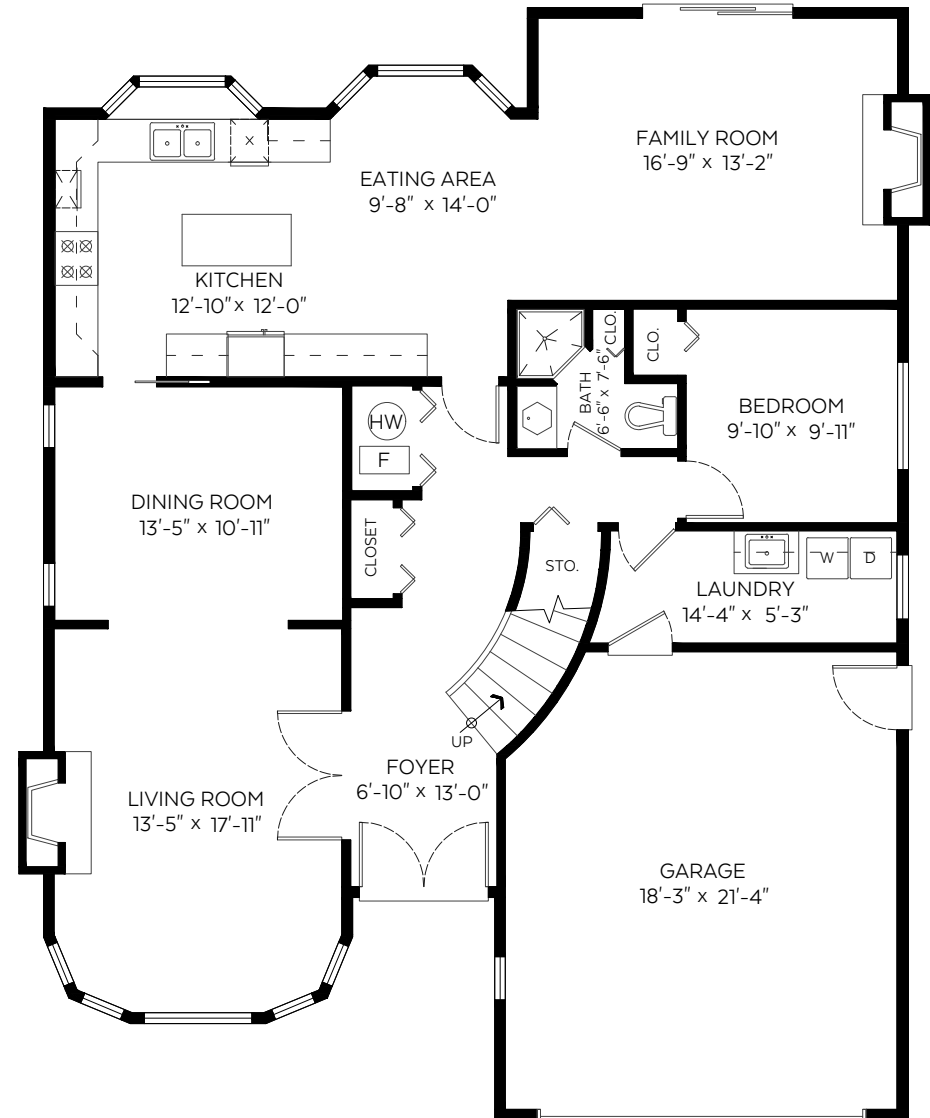 FAMILY ROOM
16'-9" x 13'-2"
EATING AREA
9'-8" x 14'-0"
KITCHEN
12'-10" x 12'-0"
CLO.
CLO.
BATH
6'-6" x 7'-6"
BEDROOM
9'-10" x 9'-11"
HW
F
DINING ROOM
13'-5" x 10'-11"
CLOSET
STO.
W
D
LAUNDRY
14'-4" x 5'-3"
UP
FOYER
6'-10" x 13'-0"
LIVING ROOM
13'-5" x 17'-11"
GARAGE
18'-3" x 21'-4"